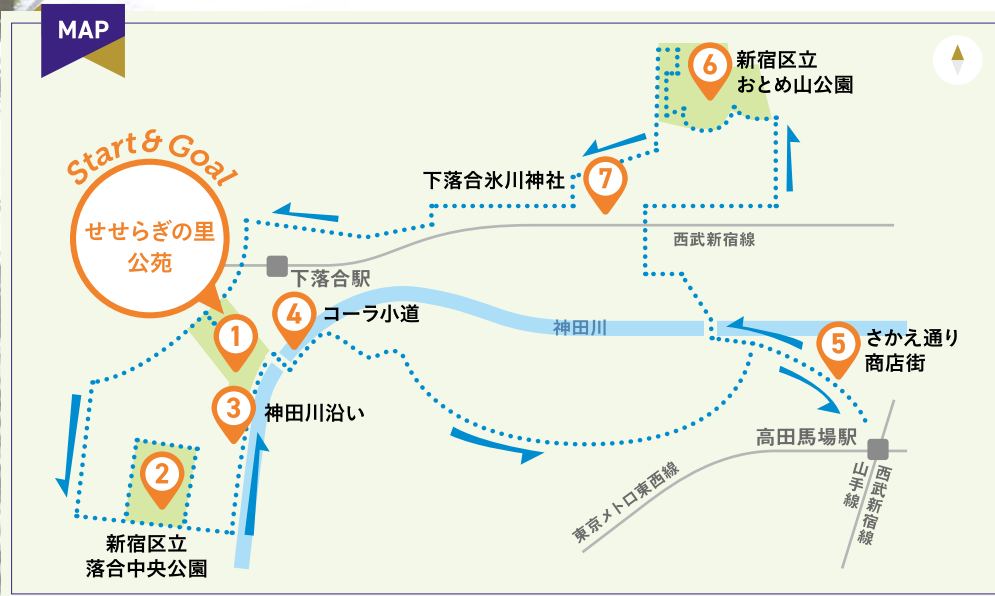 MAP
Start & Goal
せせらぎの里
公苑
1
2
新宿区立
落合中央公園
3
神田川沿い
4
コーラ小道
下落合駅
5
さかえ通り
商店街
6
新宿区立
おとめ山公園
7
下落合氷川神社
西武新宿線
神田川
高田馬場駅
東京メトロ東西線
山手線
西武新宿線